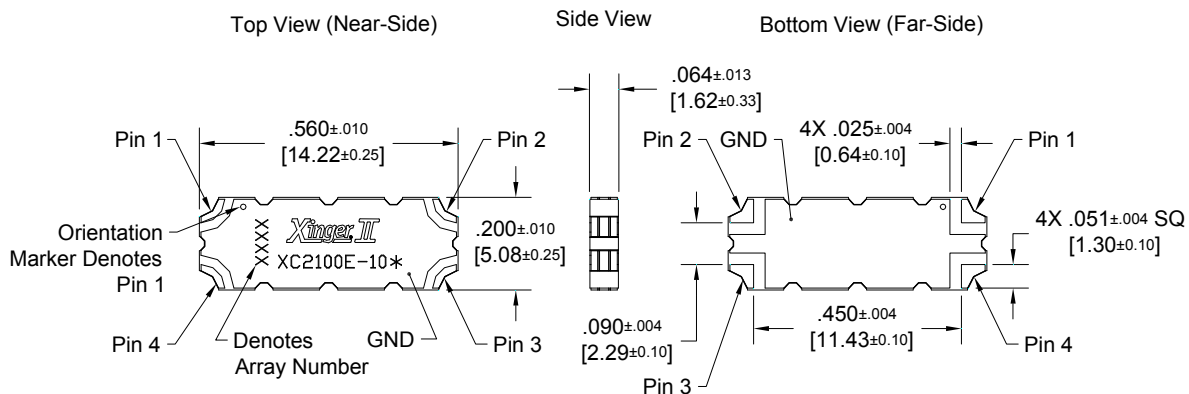 Top View (Near-Side)
Side View
Bottom View (Far-Side)
.560±.010
[14.22±0.25]
Pin 1
Pin 2
.200±.010
[5.08±0.25]
Orientation
Marker Denotes
Pin 1
XXXX
Xinger II
XC2100E-10*
Pin 4
Denotes
Array Number
GND
Pin 3
.064±.013
[1.62±0.33]
Pin 2
GND
4X .025±.004
[0.64±0.10]
Pin 1
4X .051±.004 SQ
[1.30±0.10]
.090±.004
[2.29±0.10]
.450±.004
[11.43±0.10]
Pin 4
Pin 3